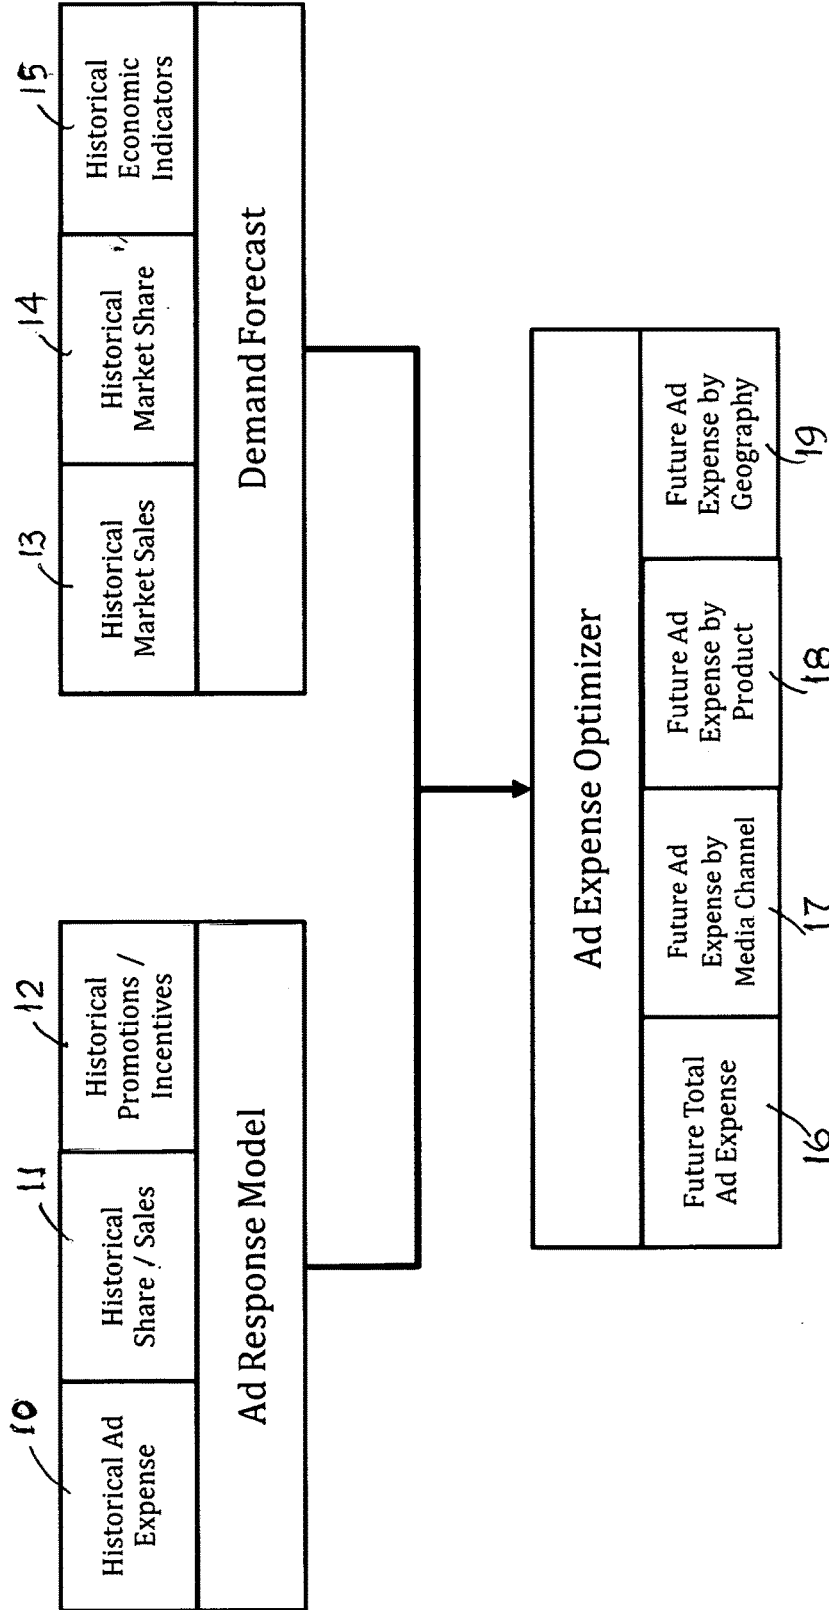 10
11
12
13
14
15
Historical Ad
Expense
Historical
Share / Sales
Historical
Promotions /
Incentives
Historical
Market Sales
Historical
Market Share
Historical
Economic
Indicators
Ad Response Model
Demand Forecast
Ad Expense Optimizer
Future Total
Ad Expense
Future Ad
Expense by
Media Channel
Future Ad
Expense by
Product
Future Ad
Expense by
Geography
16
17
18
19